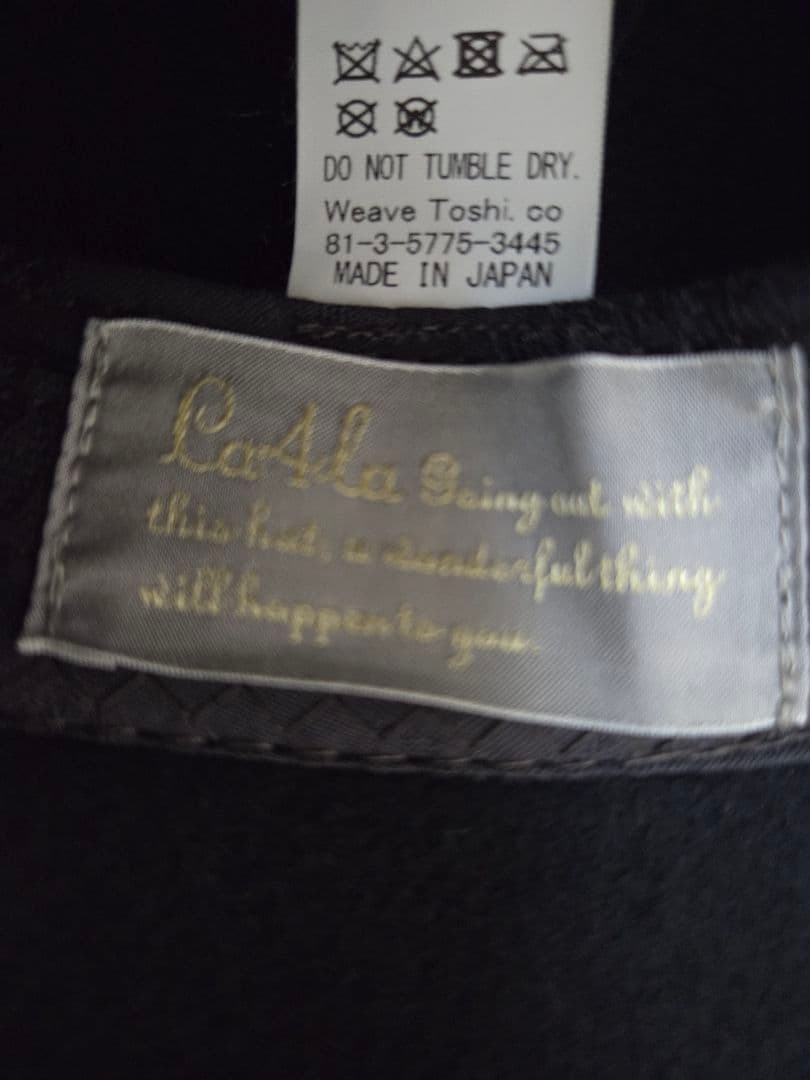 DO NOT TUMBLE DRY.
Weave Toshi. co
81-3-5775-3445
MADE IN JAPAN
Ca4la Going out with
this hat, a wonderful thing
will happen to you.